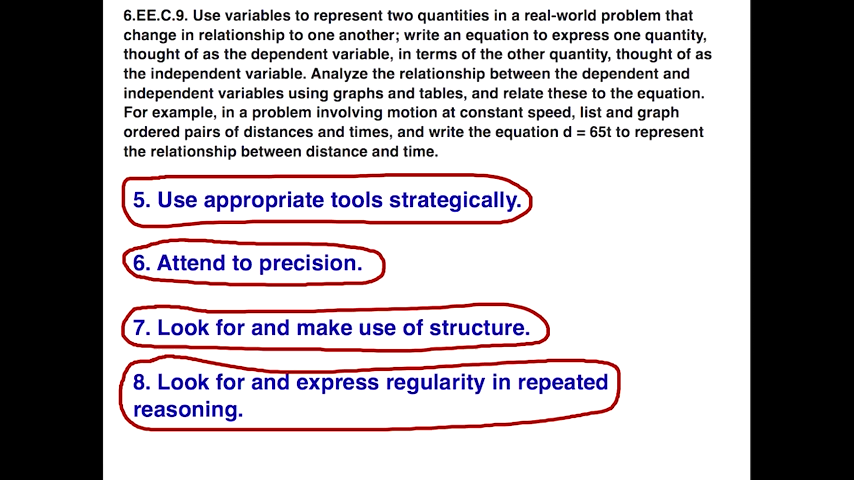 6.EE.C.9. Use variables to represent two quantities in a real-world problem that
change in relationship to one another; write an equation to express one quantity,
thought of as the dependent variable, in terms of the other quantity, thought of as
the independent variable. Analyze the relationship between the dependent and
independent variables using graphs and tables, and relate these to the equation.
For example, in a problem involving motion at constant speed, list and graph
ordered pairs of distances and times, and write the equation d = 65t to represent
the relationship between distance and time.
5. Use appropriate tools strategically.
6. Attend to precision.
7. Look for and make use of structure.
8. Look for and express regularity in repeated
reasoning.